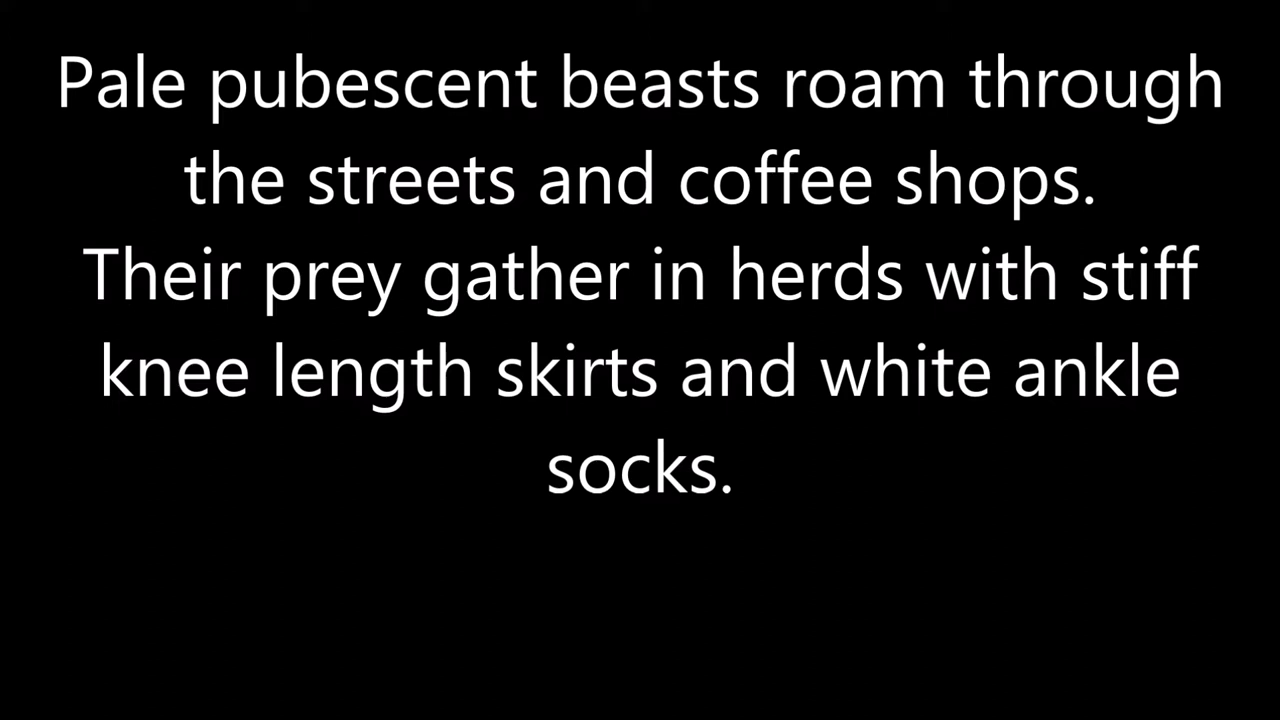 Pale pubescent beasts roam through
the streets and coffee shops.
Their prey gather in herds with stiff
knee length skirts and white ankle
socks.